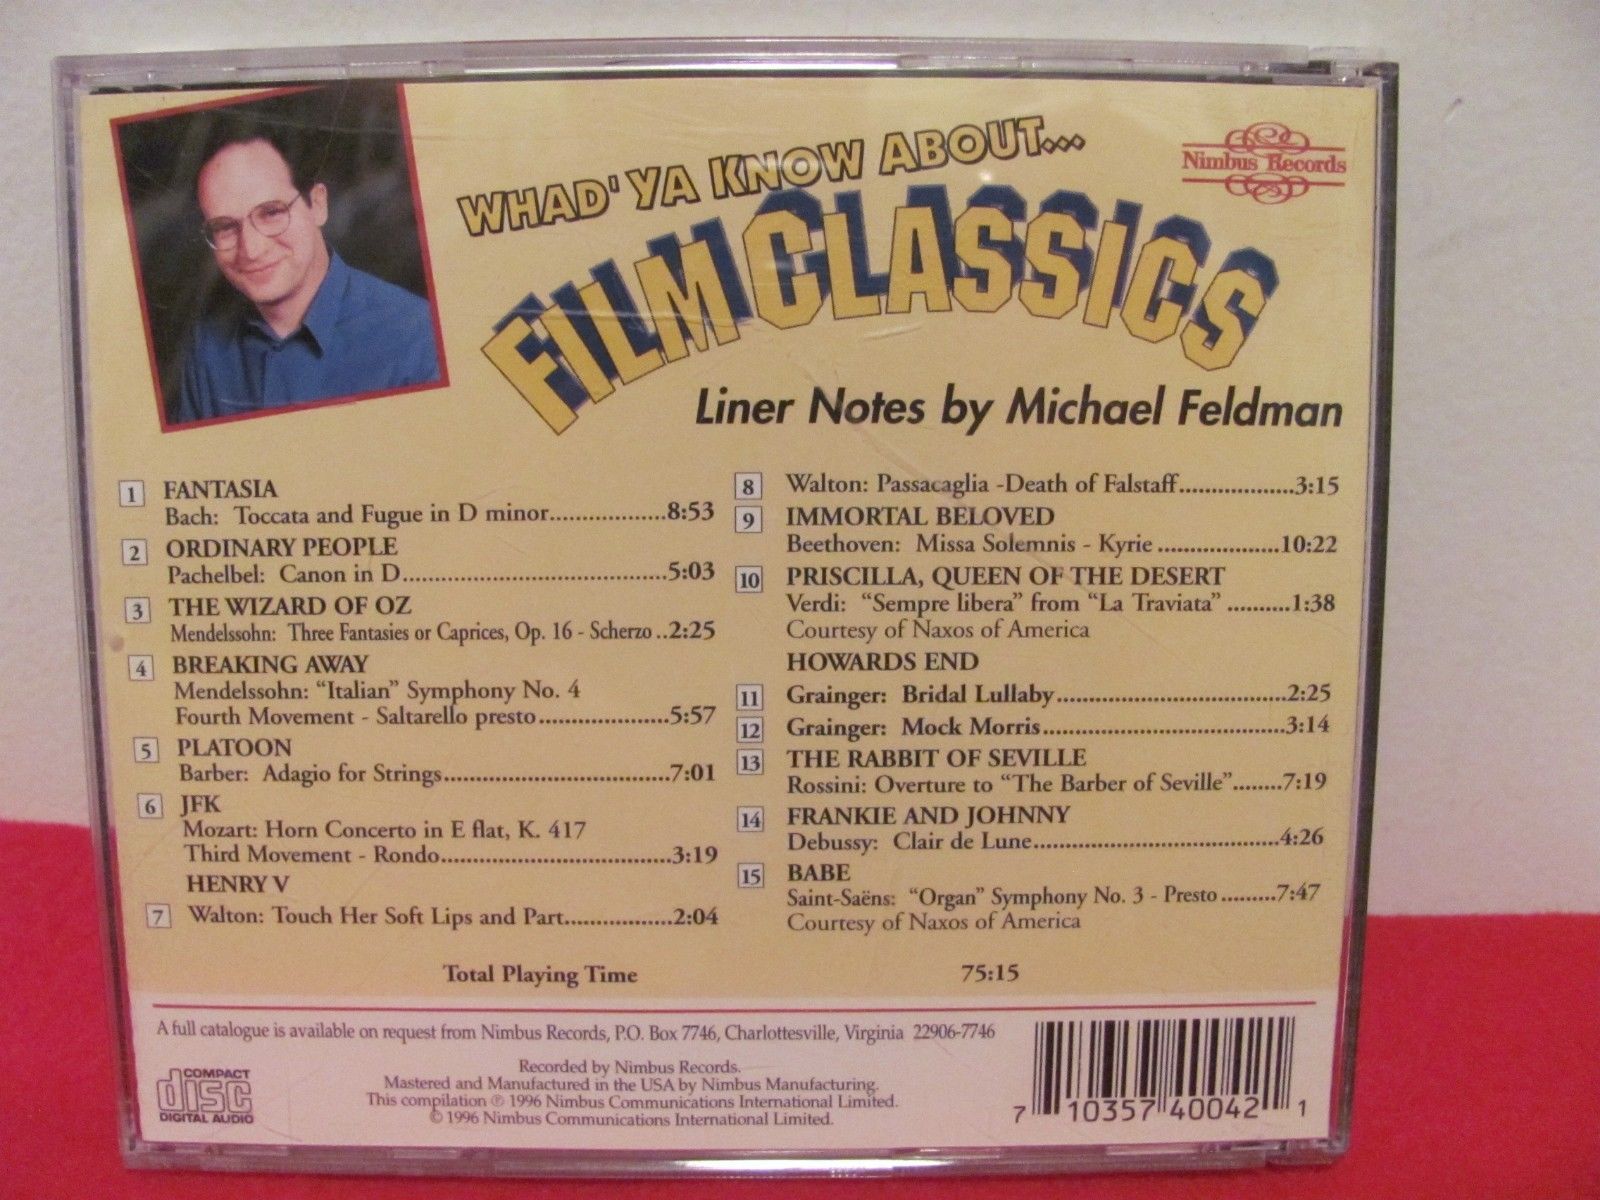 WHAD' YA KNOW ABOUT...
FILM CLASSICS
Nimbus Records
Liner Notes by Michael Feldman
1 FANTASIA
Bach: Toccata and Fugue in D minor..................8:53
2 ORDINARY PEOPLE
Pachelbel: Canon in D........................................5:03
3 THE WIZARD OF OZ
Mendelssohn: Three Fantasies or Caprices, Op. 16 - Scherzo ..2:25
4 BREAKING AWAY
Mendelssohn: “Italian” Symphony No. 4
Fourth Movement - Saltarello presto....................5:57
5 PLATOON
Barber: Adagio for Strings...................................7:01
6 JFK
Mozart: Horn Concerto in E flat, K. 417
Third Movement - Rondo...................................3:19
HENRY V
7 Walton: Touch Her Soft Lips and Part................2:04
8 Walton: Passacaglia -Death of Falstaff..................3:15
9 IMMORTAL BELOVED
Beethoven: Missa Solemnis - Kyrie ...................10:22
10 PRISCILLA, QUEEN OF THE DESERT
Verdi: “Sempre libera” from “La Traviata” ..........1:38
Courtesy of Naxos of America
HOWARDS END
11 Grainger: Bridal Lullaby...................................2:25
12 Grainger: Mock Morris.....................................3:14
13 THE RABBIT OF SEVILLE
Rossini: Overture to “The Barber of Seville”........7:19
14 FRANKIE AND JOHNNY
Debussy: Clair de Lune......................................4:26
15 BABE
Saint-Saëns: “Organ” Symphony No. 3 - Presto .........7:47
Courtesy of Naxos of America
Total Playing Time 75:15
A full catalogue is available on request from Nimbus Records, P.O. Box 7746, Charlottesville, Virginia 22906-7746
COMPACT
disc
DIGITAL AUDIO
Recorded by Nimbus Records.
Mastered and Manufactured in the USA by Nimbus Manufacturing.
This compilation ℗ 1996 Nimbus Communications International Limited.
© 1996 Nimbus Communications International Limited.
7 10357 40042 1